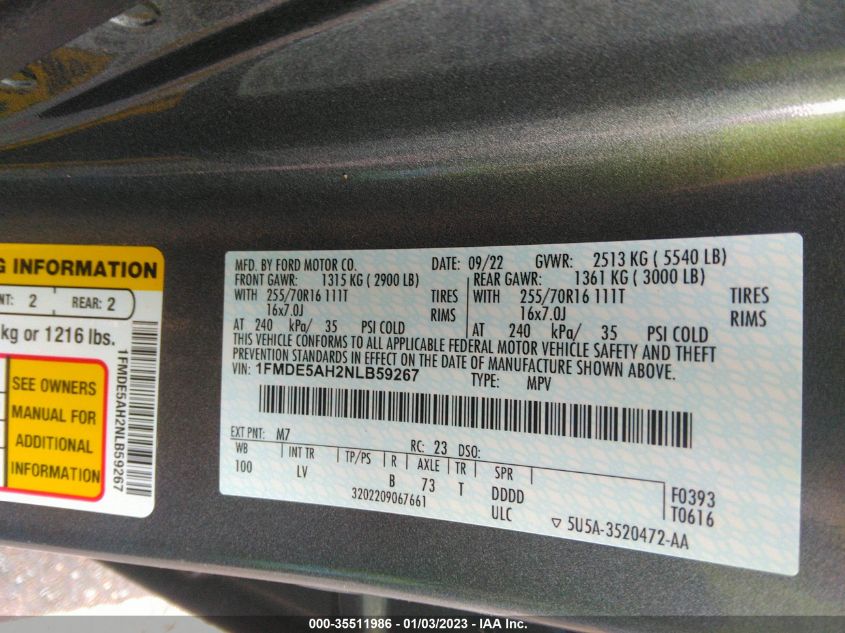 G INFORMATION
NT: 2 REAR: 2
kg or 1216 lbs.
SEE OWNERS
MANUAL FOR
ADDITIONAL
INFORMATION
1FMDE5AH2NLB59267
MFD. BY FORD MOTOR CO. DATE: 09/22 GVWR: 2513 KG ( 5540 LB)
FRONT GAWR: 1315 KG ( 2900 LB) REAR GAWR: 1361 KG ( 3000 LB)
WITH 255/70R16 111T TIRES WITH 255/70R16 111T TIRES
16x7.0J RIMS 16x7.0J RIMS
AT 240 kPa/ 35 PSI COLD AT 240 kPa/ 35 PSI COLD
THIS VEHICLE CONFORMS TO ALL APPLICABLE FEDERAL MOTOR VEHICLE SAFETY AND THEFT
PREVENTION STANDARDS IN EFFECT ON THE DATE OF MANUFACTURE SHOWN ABOVE.
VIN: 1FMDE5AH2NLB59267 TYPE: MPV
EXT PNT: M7 RC: 23 DSO:
WB INT TR TP/PS R AXLE TR SPR
100 LV B 73 T DDDD F0393
3202209067661 ULC T0616
▽ 5U5A-3520472-AA
000-35511986 - 01/03/2023 - IAA Inc.